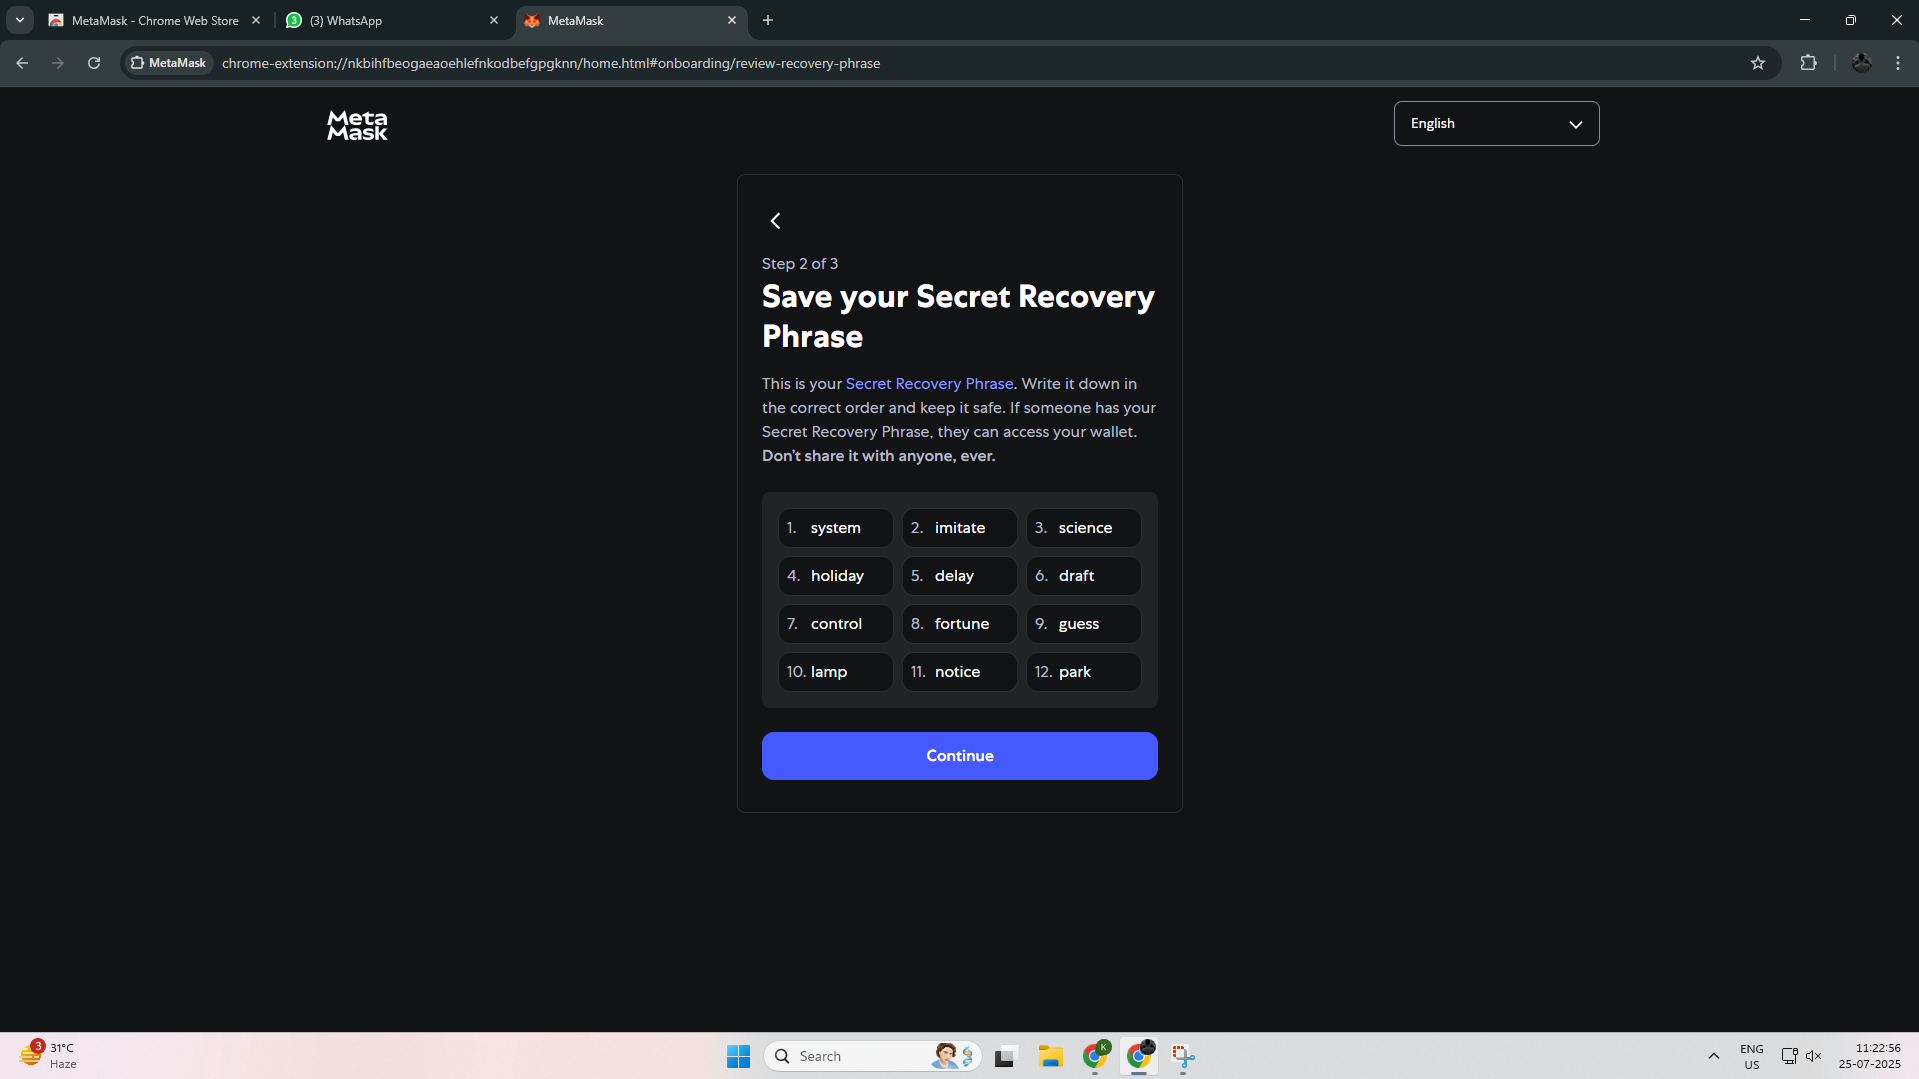 MetaMask - Chrome Web Store
3
(3) WhatsApp
MetaMask
MetaMask
chrome-extension://nkbihfbeogaeaoehlefnkodbefgpgknn/home.html#onboarding/review-recovery-phrase
Meta
Mask
English
Step 2 of 3
Save your Secret Recovery
Phrase
This is your Secret Recovery Phrase. Write it down in
the correct order and keep it safe. If someone has your
Secret Recovery Phrase, they can access your wallet.
Don't share it with anyone, ever.
1. system 2. imitate 3. science
4. holiday 5. delay 6. draft
7. control 8. fortune 9. guess
10. lamp 11. notice 12. park
Continue
3
31°C
Haze
Search
K
ENG
US
11:22:56
25-07-2025